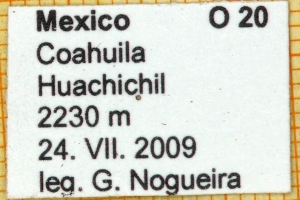 Mexico O 20
Coahuila
Huachichil
2230 m
24. VII. 2009
leg. G. Nogueira